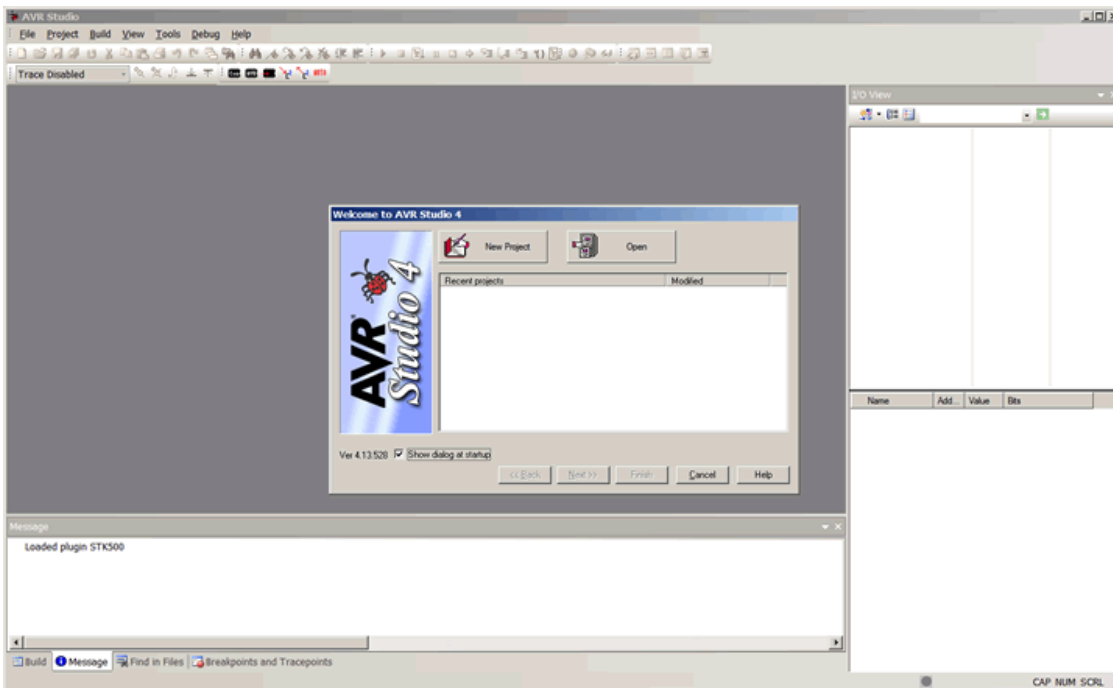 AVR Studio
File Project Build View Tools Debug Help
Trace Disabled
I/O View
Welcome to AVR Studio 4
New Project Open
Recent projects Modified
AVR Studio 4
Ver 4.13.528 Show dialog at startup
<< Back Next >> Finish Cancel Help
Name Add... Value Bits
Message
Loaded plugin STK500
Build Message Find in Files Breakpoints and Tracepoints
CAP NUM SCRL